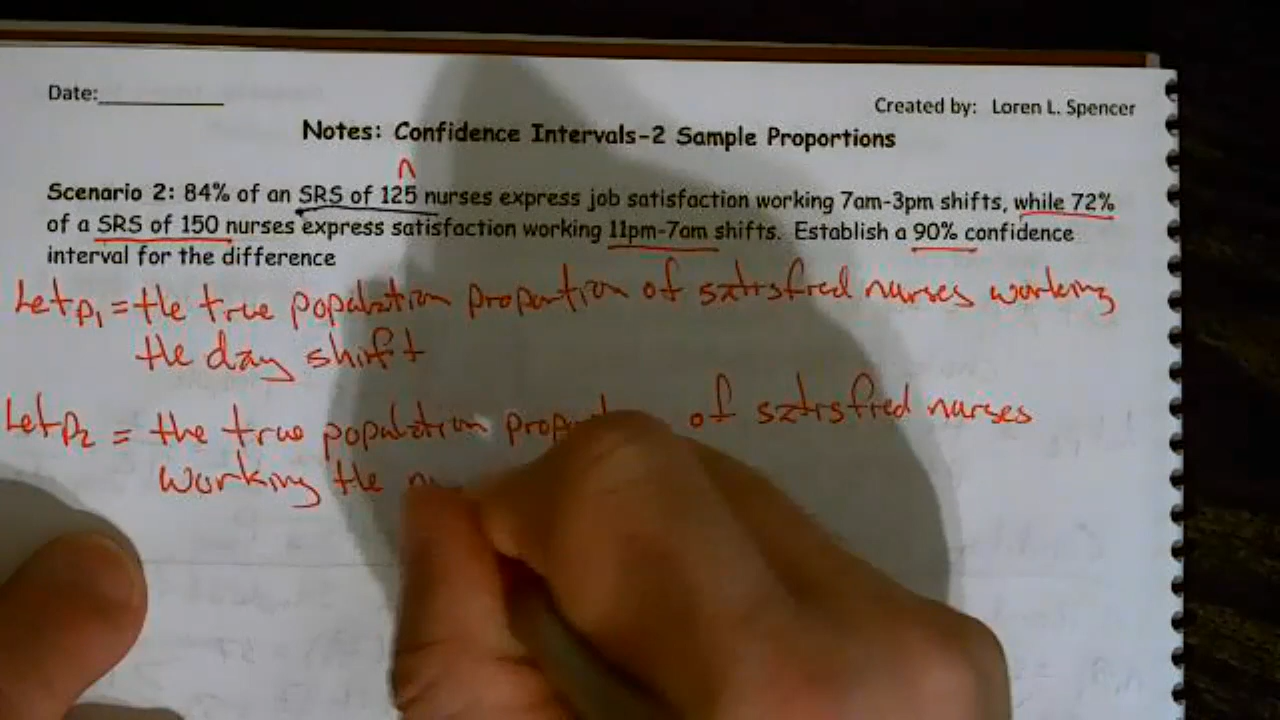 Date:__________
Created by: Loren L. Spencer
Notes: Confidence Intervals-2 Sample Proportions
n
Scenario 2: 84% of an SRS of 125 nurses express job satisfaction working 7am-3pm shifts, while 72%
of a SRS of 150 nurses express satisfaction working 11pm-7am shifts. Establish a 90% confidence
interval for the difference
Let p₁ = the true population proportion of satisfied nurses working
the day shift
Let p₂ = the true population of satisfied nurses
working the